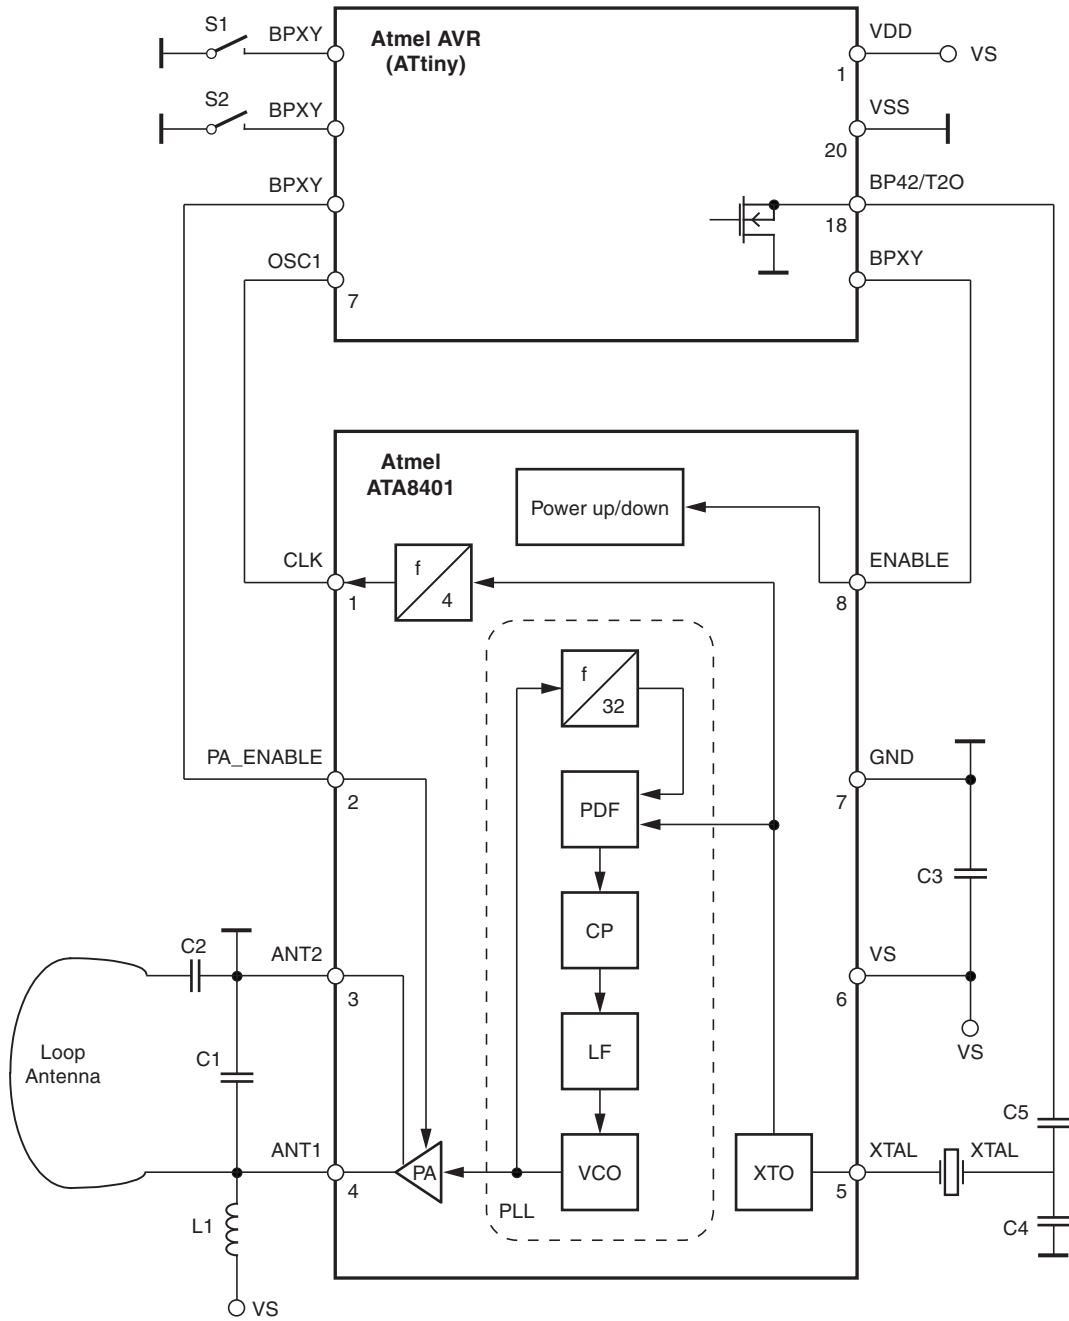 S1
BPXY
Atmel AVR
(ATtiny)
VDD
1
VS
S2
BPXY
VSS
20
BPXY
BP42/T2O
18
OSC1
7
BPXY
Atmel
ATA8401
Power up/down
CLK
1
f
4
ENABLE
8
f
32
PA_ENABLE
2
PDF
GND
7
C3
CP
C2
ANT2
3
VS
6
VS
Loop
Antenna
C1
LF
C5
ANT1
4
PA
VCO
PLL
XTO
XTAL
5
XTAL
C4
L1
VS